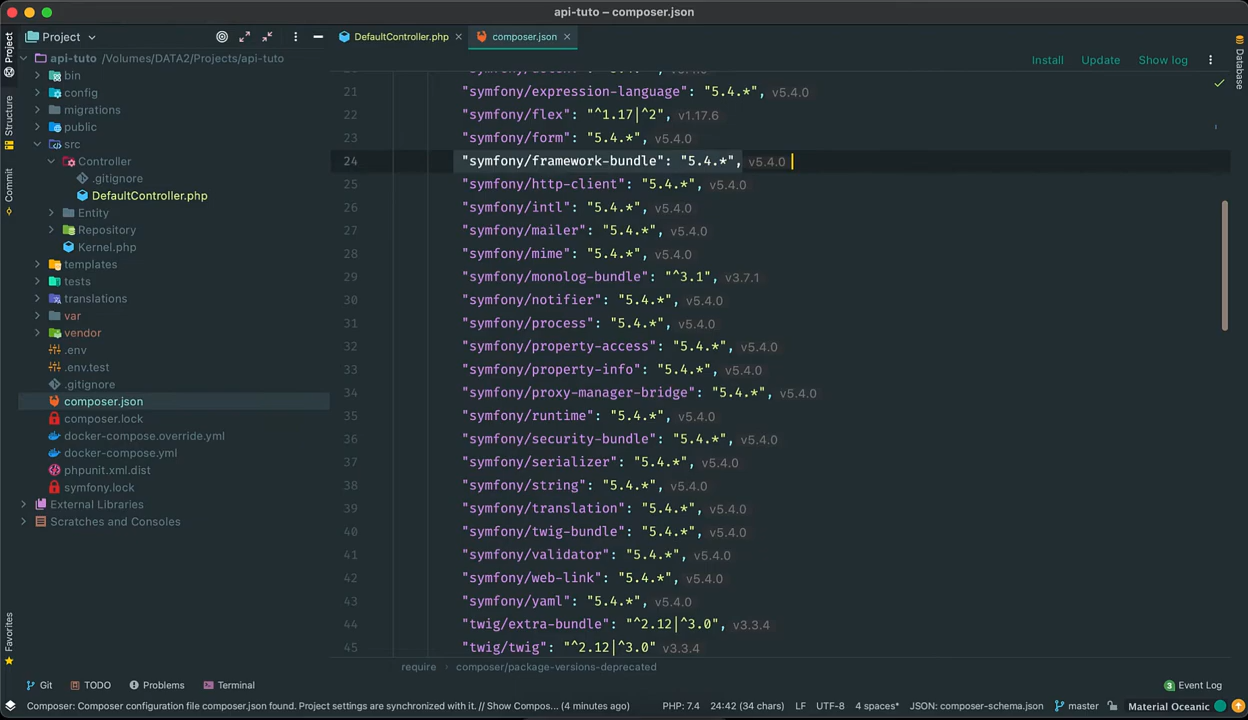 api-tuto – composer.json
Project
DefaultController.php
composer.json
api-tuto /Volumes/DATA2/Projects/api-tuto
bin
config
migrations
public
src
Controller
.gitignore
DefaultController.php
Entity
Repository
Kernel.php
templates
tests
translations
var
vendor
.env
.env.test
.gitignore
composer.json
composer.lock
docker-compose.override.yml
docker-compose.yml
phpunit.xml.dist
symfony.lock
External Libraries
Scratches and Consoles
Project
Structure
Commit
Favorites
Install Update Show log
Database
21 "symfony/expression-language": "5.4.*", v5.4.0
22 "symfony/flex": "^1.17|^2", v1.17.6
23 "symfony/form": "5.4.*", v5.4.0
24 "symfony/framework-bundle": "5.4.*", v5.4.0
25 "symfony/http-client": "5.4.*", v5.4.0
26 "symfony/intl": "5.4.*", v5.4.0
27 "symfony/mailer": "5.4.*", v5.4.0
28 "symfony/mime": "5.4.*", v5.4.0
29 "symfony/monolog-bundle": "^3.1", v3.7.1
30 "symfony/notifier": "5.4.*", v5.4.0
31 "symfony/process": "5.4.*", v5.4.0
32 "symfony/property-access": "5.4.*", v5.4.0
33 "symfony/property-info": "5.4.*", v5.4.0
34 "symfony/proxy-manager-bridge": "5.4.*", v5.4.0
35 "symfony/runtime": "5.4.*", v5.4.0
36 "symfony/security-bundle": "5.4.*", v5.4.0
37 "symfony/serializer": "5.4.*", v5.4.0
38 "symfony/string": "5.4.*", v5.4.0
39 "symfony/translation": "5.4.*", v5.4.0
40 "symfony/twig-bundle": "5.4.*", v5.4.0
41 "symfony/validator": "5.4.*", v5.4.0
42 "symfony/web-link": "5.4.*", v5.4.0
43 "symfony/yaml": "5.4.*", v5.4.0
44 "twig/extra-bundle": "^2.12|^3.0", v3.3.4
45 "twig/twig": "^2.12|^3.0" v3.3.4
require composer/package-versions-deprecated
Git TODO Problems Terminal
3 Event Log
Composer: Composer configuration file composer.json found. Project settings are synchronized with it. // Show Compos... (4 minutes ago)
PHP: 7.4 24:42 (34 chars) LF UTF-8 4 spaces* JSON: composer-schema.json master Material Oceanic